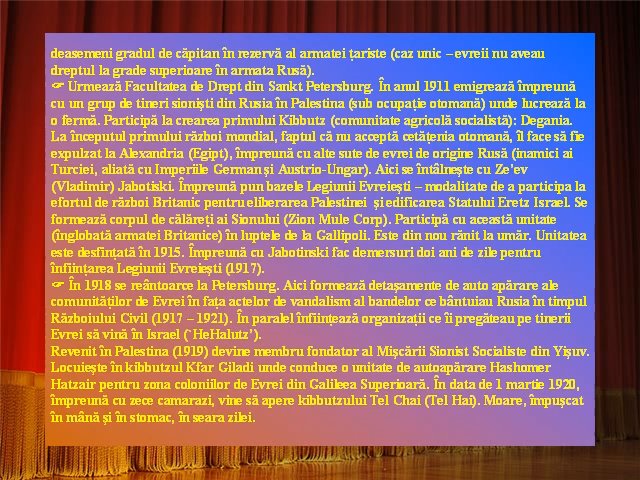 deasemeni gradul de căpitan în rezervă al armatei țariste (caz unic – evreii nu aveau
dreptul la grade superioare în armata Rusă).
☞ Urmează Facultatea de Drept din Sankt Petersburg. În anul 1911 emigrează împreună
cu un grup de tineri sioniști din Rusia în Palestina (sub ocupație otomană) unde lucrează la
o fermă. Participă la crearea primului Kibbutz (comunitate agricolă socialistă): Degania.
La începutul primului război mondial, faptul că nu acceptă cetățenia otomană, îl face să fie
expulzat la Alexandria (Egipt), împreună cu alte sute de evrei de origine Rusă (inamici ai
Turciei, aliată cu Imperiile German și Austrio-Ungar). Aici se întâlnește cu Ze’ev
(Vladimir) Jabotiski. Împreună pun bazele Legiunii Evreiești – modalitate de a participa la
efortul de război Britanic pentru eliberarea Palestinei și edificarea Statului Eretz Israel. Se
formează corpul de călăreți ai Sionului (Zion Mule Corp). Participă cu această unitate
(înglobată armatei Britanice) în luptele de la Gallipoli. Este din nou rănit la umăr. Unitatea
este desființată în 1915. Împreună cu Jabotinski fac demersuri doi ani de zile pentru
înființarea Legiunii Evreiești (1917).
☞ În 1918 se reântoarce la Petersburg. Aici formează detașamente de auto apărare ale
comunităților de Evrei în fața actelor de vandalism al bandelor ce bântuiau Rusia în timpul
Războiului Civil (1917 – 1921). În paralel înființează organizații ce îi pregăteau pe tinerii
Evrei să vină în Israel (`HeHalutz’).
Revenit în Palestina (1919) devine membru fondator al Mișcării Sionist Socialiste din Yișuv.
Locuiește în kibbutzul Kfar Giladi unde conduce o unitate de autoapărare Hashomer
Hatzair pentru zona coloniilor de Evrei din Galileea Superioară. În data de 1 martie 1920,
împreună cu zece camarazi, vine să apere kibbutzului Tel Chai (Tel Hai). Moare, împușcat
în mână și în stomac, în seara zilei.